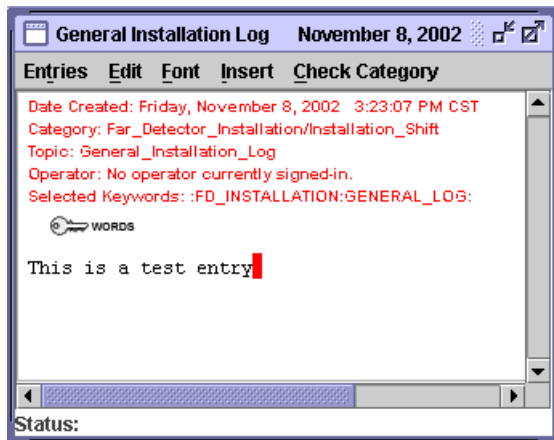 General Installation Log November 8, 2002
Entries Edit Font Insert Check Category
Date Created: Friday, November 8, 2002 3:23:07 PM CST
Category: Far_Detector_Installation/Installation_Shift
Topic: General_Installation_Log
Operator: No operator currently signed-in.
Selected Keywords: :FD_INSTALLATION:GENERAL_LOG:
WORDS
This is a test entry
Status: